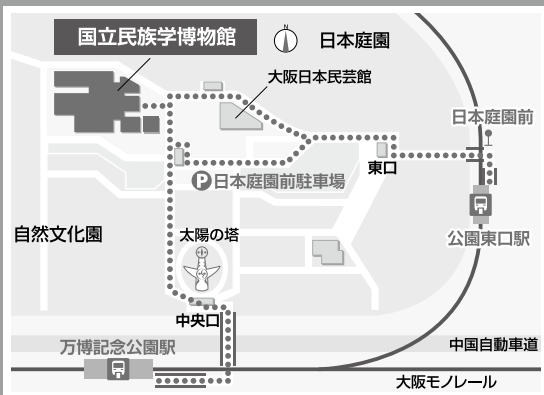 国立民族学博物館
N
日本庭園
大阪日本民芸館
日本庭園前
東口
P日本庭園前駐車場
公園東口駅
自然文化園
太陽の塔
中央口
万博記念公園駅
中国自動車道
大阪モノレール